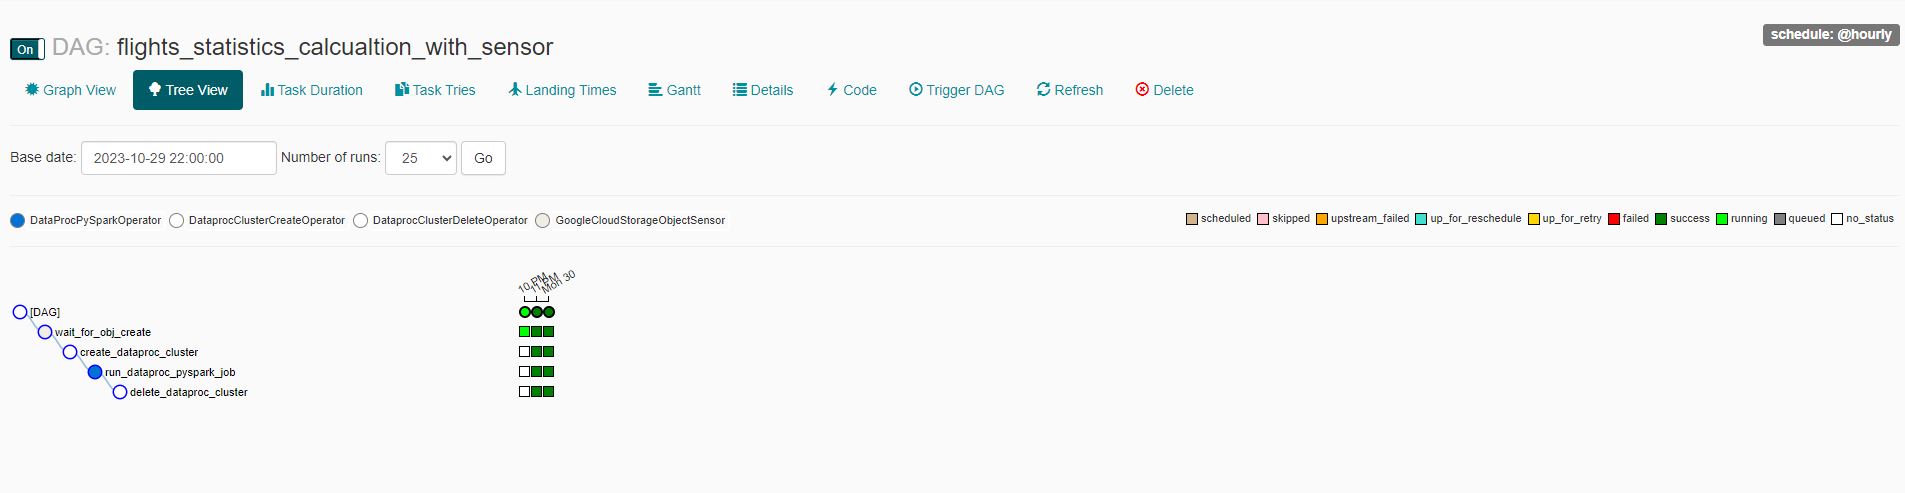 On DAG: flights_statistics_calcualtion_with_sensor schedule: @hourly
Graph View Tree View Task Duration Task Tries Landing Times Gantt Details Code Trigger DAG Refresh Delete
Base date: 2023-10-29 22:00:00 Number of runs: 25 Go
DataProcPySparkOperator DataprocClusterCreateOperator DataprocClusterDeleteOperator GoogleCloudStorageObjectSensor scheduled skipped upstream_failed up_for_reschedule up_for_retry failed success running queued no_status
10 PM 11 PM Mon 30
[DAG]
wait_for_obj_create
create_dataproc_cluster
run_dataproc_pyspark_job
delete_dataproc_cluster